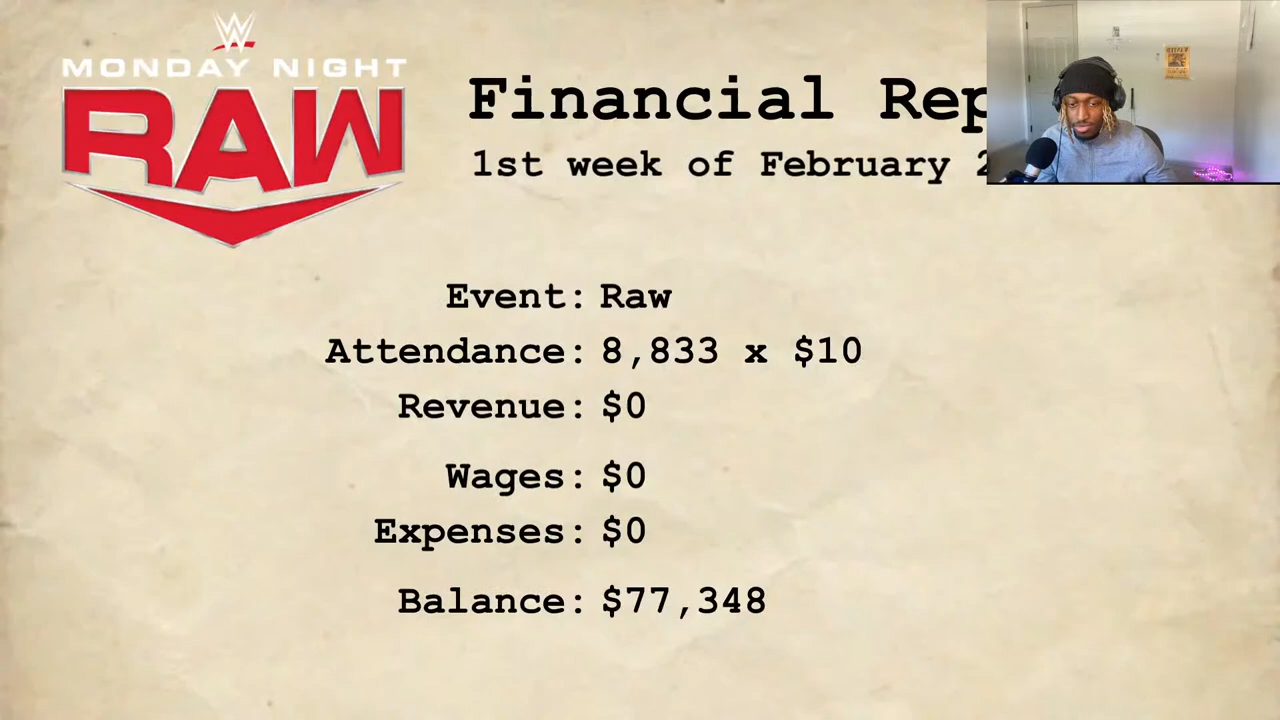 W
MONDAY NIGHT
RAW
Financial Rep
1st week of February
Event: Raw
Attendance: 8,833 x $10
Revenue: $0
Wages: $0
Expenses: $0
Balance: $77,348